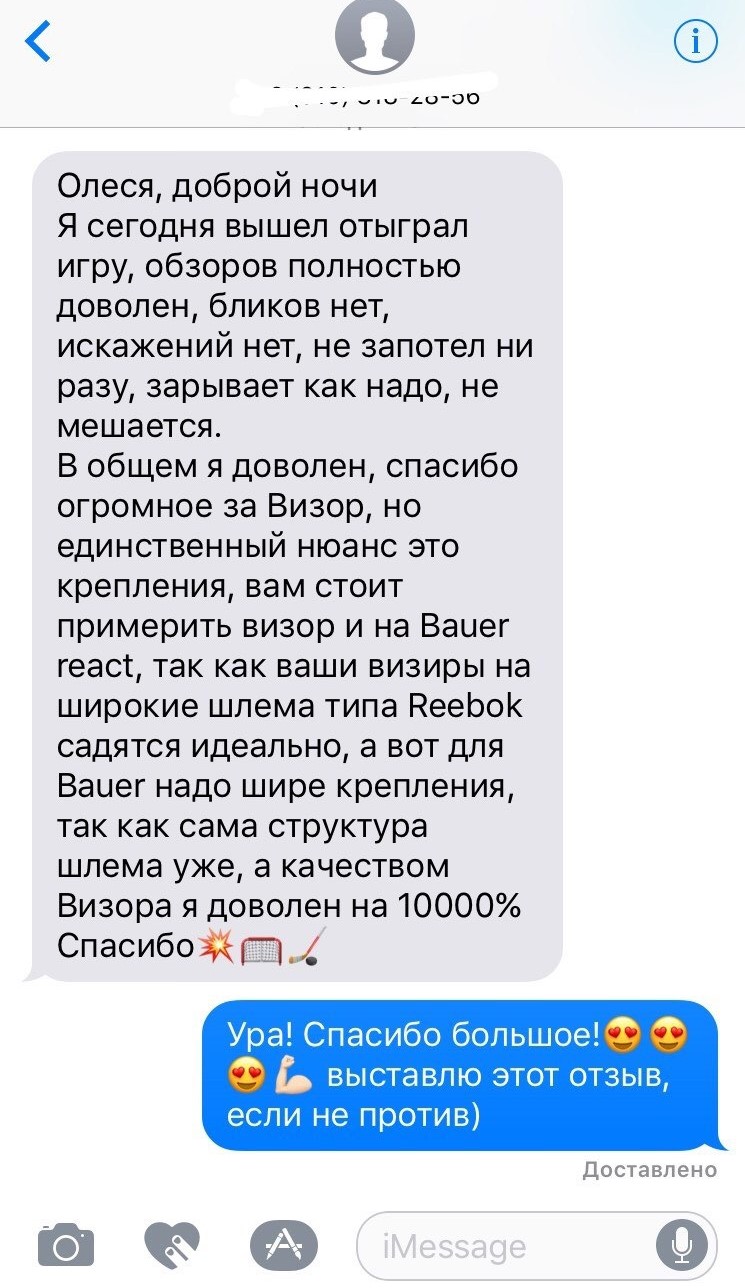 Олеся, доброй ночи
Я сегодня вышел отыграл
игру, обзоров полностью
доволен, бликов нет,
искажений нет, не запотел ни
разу, зарывает как надо, не
мешается.
В общем я доволен, спасибо
огромное за Визор, но
единственный нюанс это
крепления, вам стоит
примерить визор и на Bauer
react, так как ваши визиры на
широкие шлема типа Reebok
садятся идеально, а вот для
Bauer надо шире крепления,
так как сама структура
шлема уже, а качеством
Визора я доволен на 10000%
Спасибо💥🥅🏒
Ура! Спасибо большое!😍😍
😍💪🏻 выставлю этот отзыв,
если не против)
Доставлено
iMessage